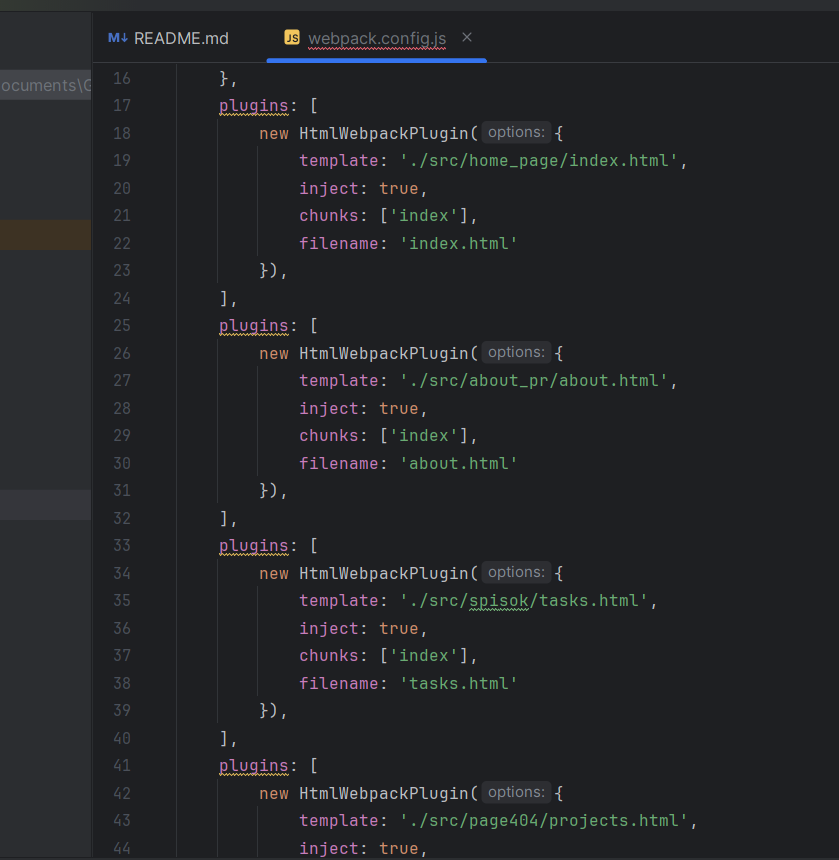 README.md
webpack.config.js
ocuments\G
16 },
17 plugins: [
18 new HtmlWebpackPlugin( options: {
19 template: './src/home_page/index.html',
20 inject: true,
21 chunks: ['index'],
22 filename: 'index.html'
23 }),
24 ],
25 plugins: [
26 new HtmlWebpackPlugin( options: {
27 template: './src/about_pr/about.html',
28 inject: true,
29 chunks: ['index'],
30 filename: 'about.html'
31 }),
32 ],
33 plugins: [
34 new HtmlWebpackPlugin( options: {
35 template: './src/spisok/tasks.html',
36 inject: true,
37 chunks: ['index'],
38 filename: 'tasks.html'
39 }),
40 ],
41 plugins: [
42 new HtmlWebpackPlugin( options: {
43 template: './src/page404/projects.html',
44 inject: true,